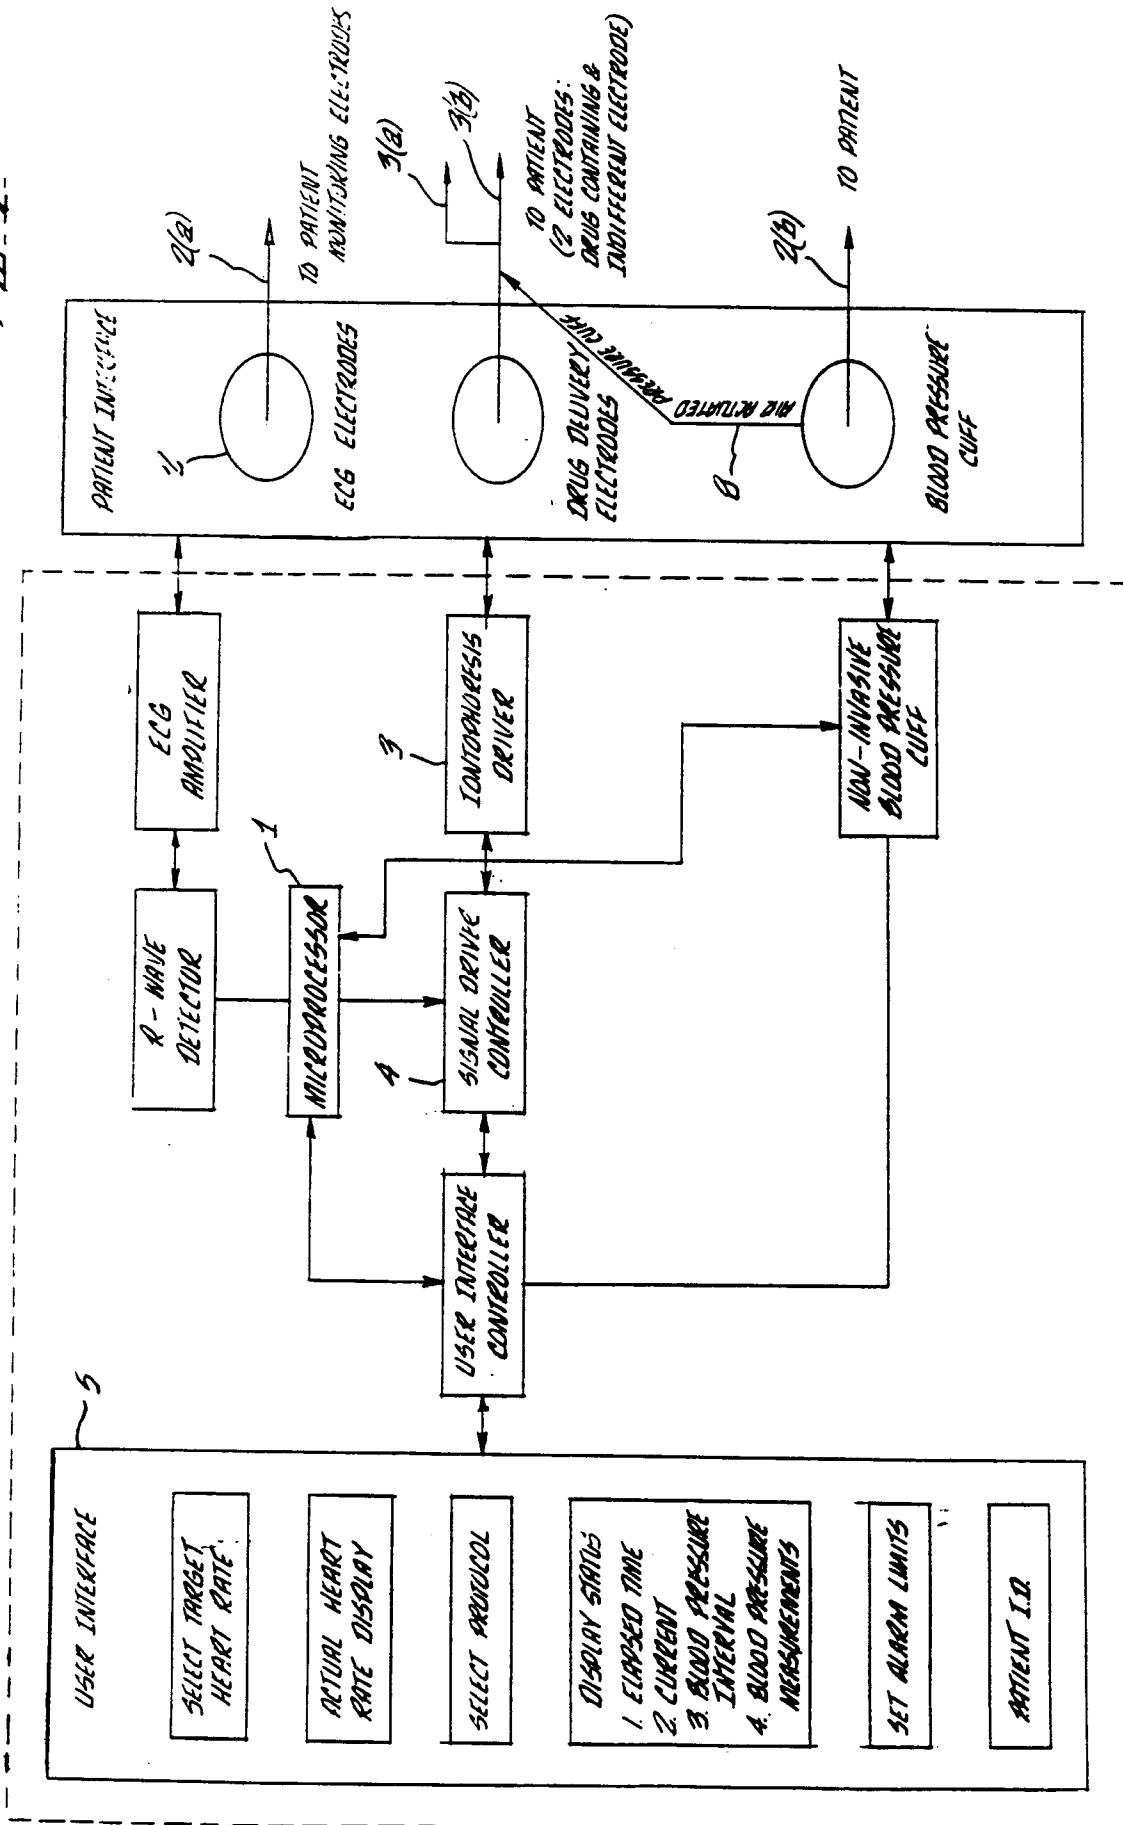 USER INTERFACE
5
SELECT TARGET
HEART RATE
ACTUAL HEART
RATE DISPLAY
SELECT PROTOCOL
DISPLAY STATUS
1. ELAPSED TIME
2. CURRENT
3. BLOOD PRESSURE
INTERVAL
4. BLOOD PRESSURE
MEASUREMENTS
SET ALARM LIMITS
PATIENT I.D.
USER INTERFACE
CONTROLLER
R-WAVE
DETECTOR
ECG
AMPLIFIER
MICROPROCESSOR
1
4
SIGNAL DRIVER
CONTROLLER
3
IONTOPHORESIS
DRIVER
NON-INVASIVE
BLOOD PRESSURE
CUFF
PATIENT INTERFACE
ECG ELECTRODES
DRUG DELIVERY
ELECTRODES
AIR ACTUATED
PRESSURE CUFF
8
BLOOD PRESSURE
CUFF
2(a)
TO PATIENT
MONITORING ELECTRODES
3(a)
3(b)
TO PATIENT
(2 ELECTRODES:
DRUG CONTAINING &
INDIFFERENT ELECTRODE)
2(b)
TO PATIENT